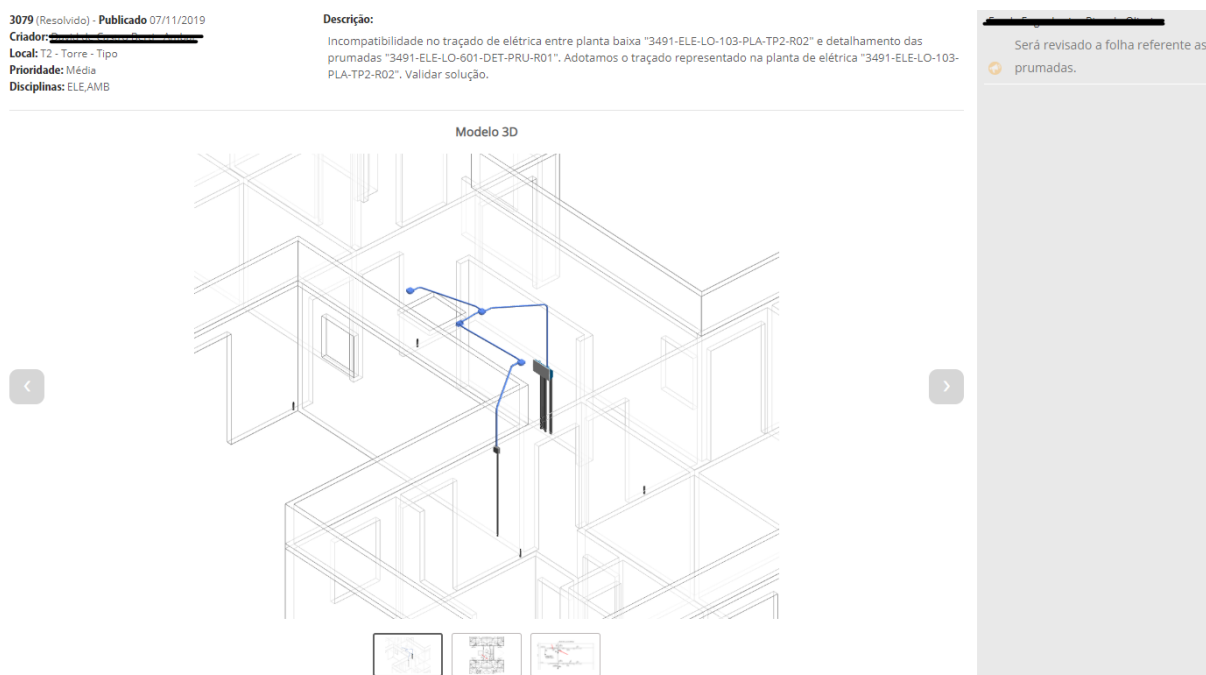 3079 (Resolvido) - Publicado 07/11/2019
Criador:
Local: T2 - Torre - Tipo
Prioridade: Média
Disciplinas: ELE,AMB
Descrição:
Incompatibilidade no traçado de elétrica entre planta baixa "3491-ELE-LO-103-PLA-TP2-R02" e detalhamento das
prumadas "3491-ELE-LO-601-DET-PRU-R01". Adotamos o traçado representado na planta de elétrica "3491-ELE-LO-103-
PLA-TP2-R02". Validar solução.
Será revisado a folha referente as
prumadas.
Modelo 3D